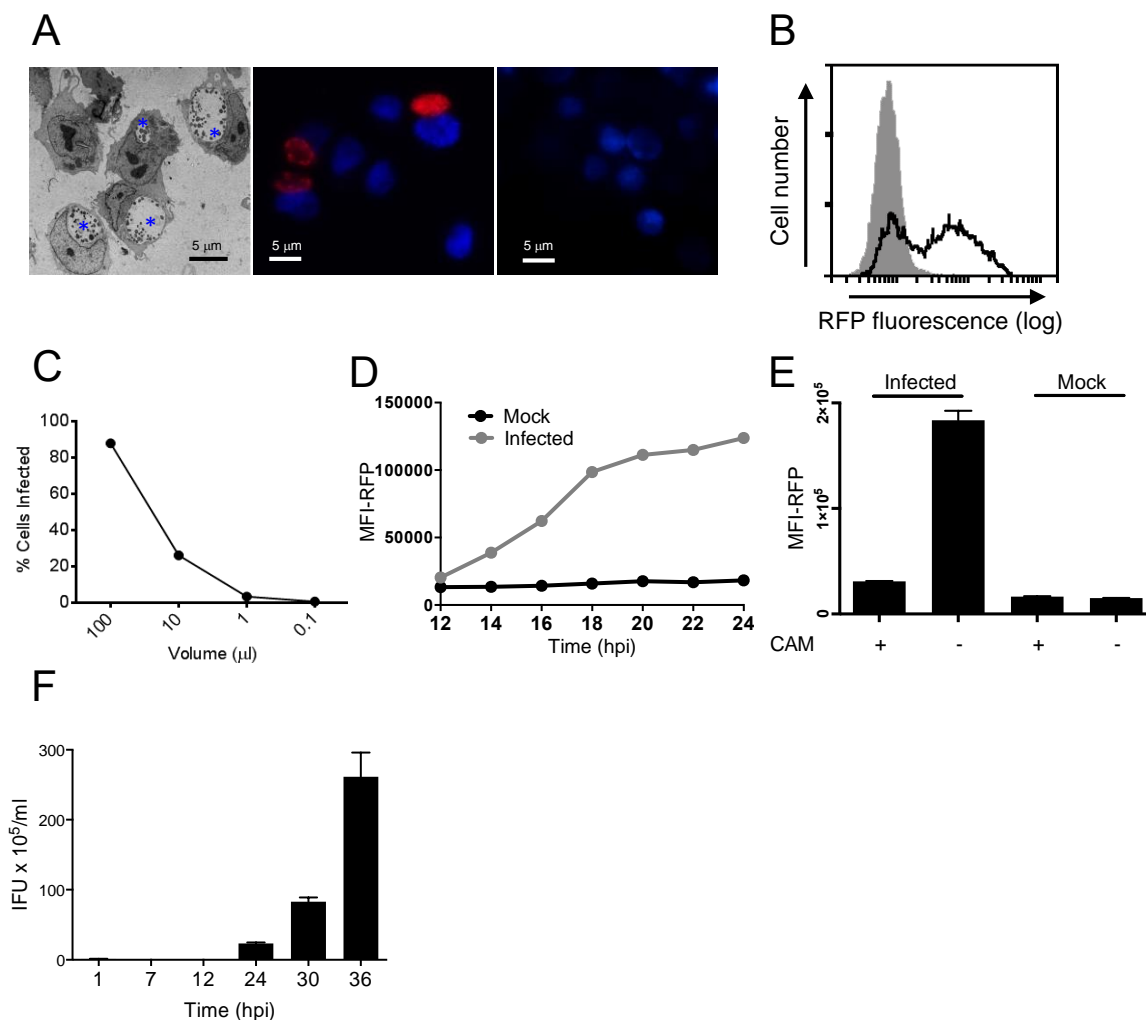 A
B
* * * *
5 μm 5 μm 5 μm
Cell number
RFP fluorescence (log)
C
D
E
% Cells Infected
100
80
60
40
20
0
100 10 1 0.1
Volume (μl)
MFI-RFP
150000
100000
50000
0
Mock
Infected
12 14 16 18 20 22 24
Time (hpi)
Infected Mock
MFI-RFP
2×10⁵
1×10⁵
0
CAM + - + -
F
IFU x 10⁵/ml
300
200
100
0
1 7 12 24 30 36
Time (hpi)